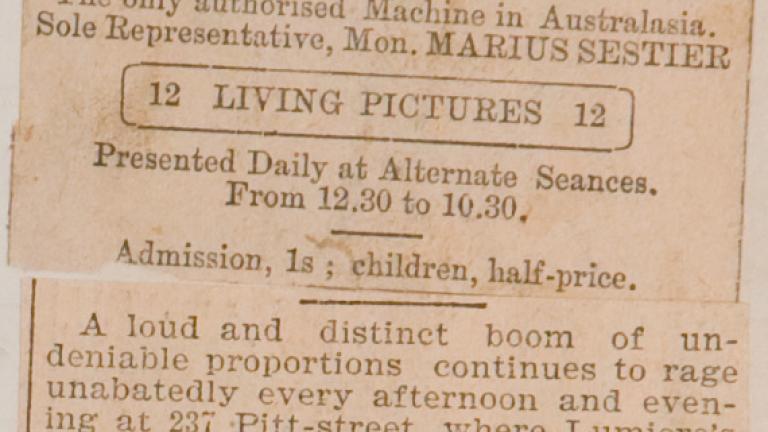 The only authorised Machine in Australasia.
Sole Representative, Mon. MARIUS SESTIER
12 LIVING PICTURES 12
Presented Daily at Alternate Seances.
From 12.30 to 10.30.
Admission, 1s ; children, half-price.
A loud and distinct boom of un-
deniable proportions continues to rage
unabatedly every afternoon and even-
ing at 237 Pitt-street, where Lumiere's